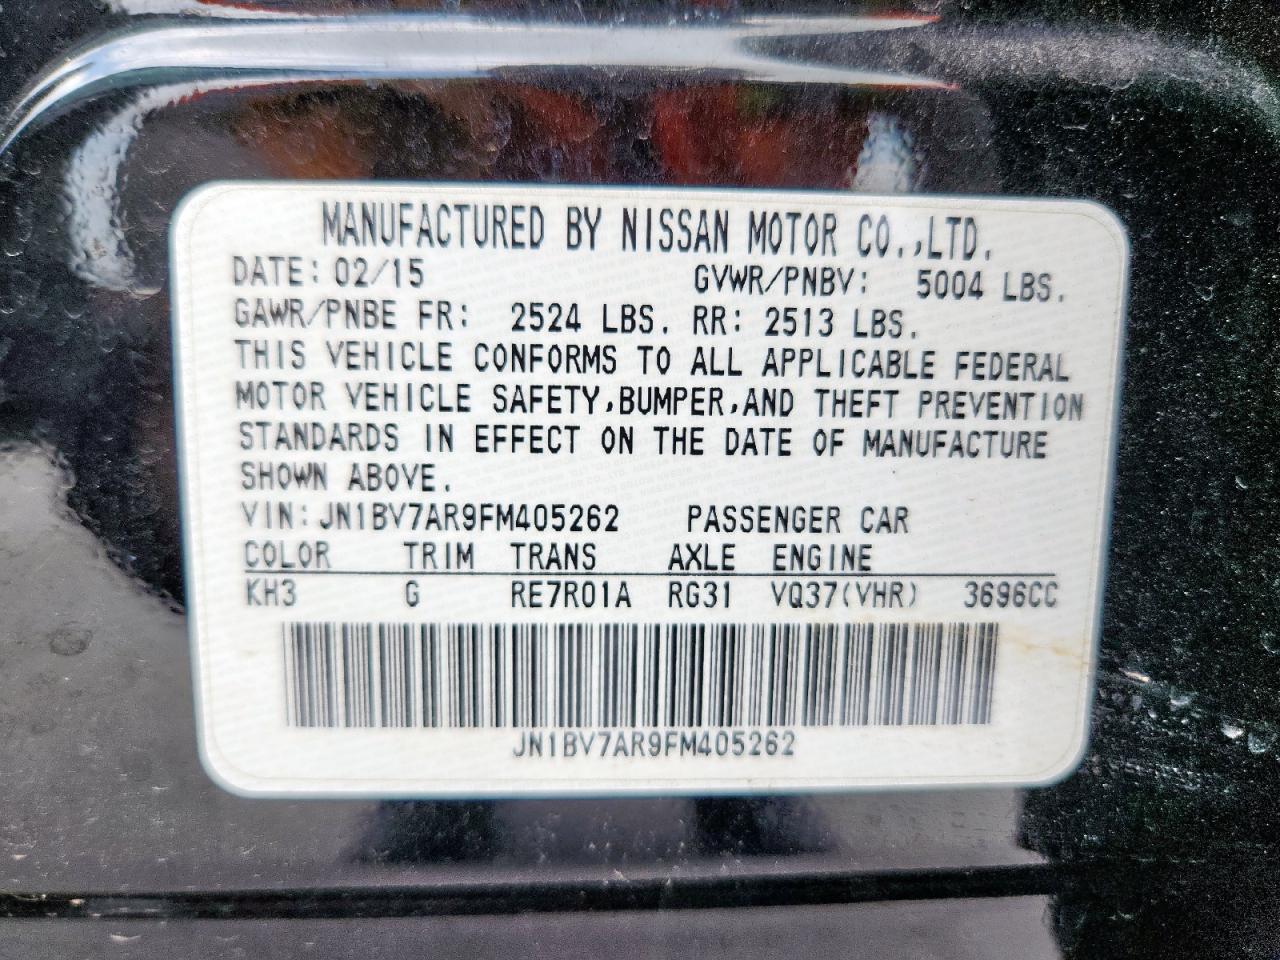 MANUFACTURED BY NISSAN MOTOR CO.,LTD.
DATE: 02/15 GVWR/PNBV: 5004 LBS.
GAWR/PNBE FR: 2524 LBS. RR: 2513 LBS.
THIS VEHICLE CONFORMS TO ALL APPLICABLE FEDERAL
MOTOR VEHICLE SAFETY,BUMPER,AND THEFT PREVENTION
STANDARDS IN EFFECT ON THE DATE OF MANUFACTURE
SHOWN ABOVE.
VIN:JN1BV7AR9FM405262 PASSENGER CAR
COLOR TRIM TRANS AXLE ENGINE
KH3 G RE7R01A RG31 VQ37(VHR) 3696CC
JN1BV7AR9FM405262